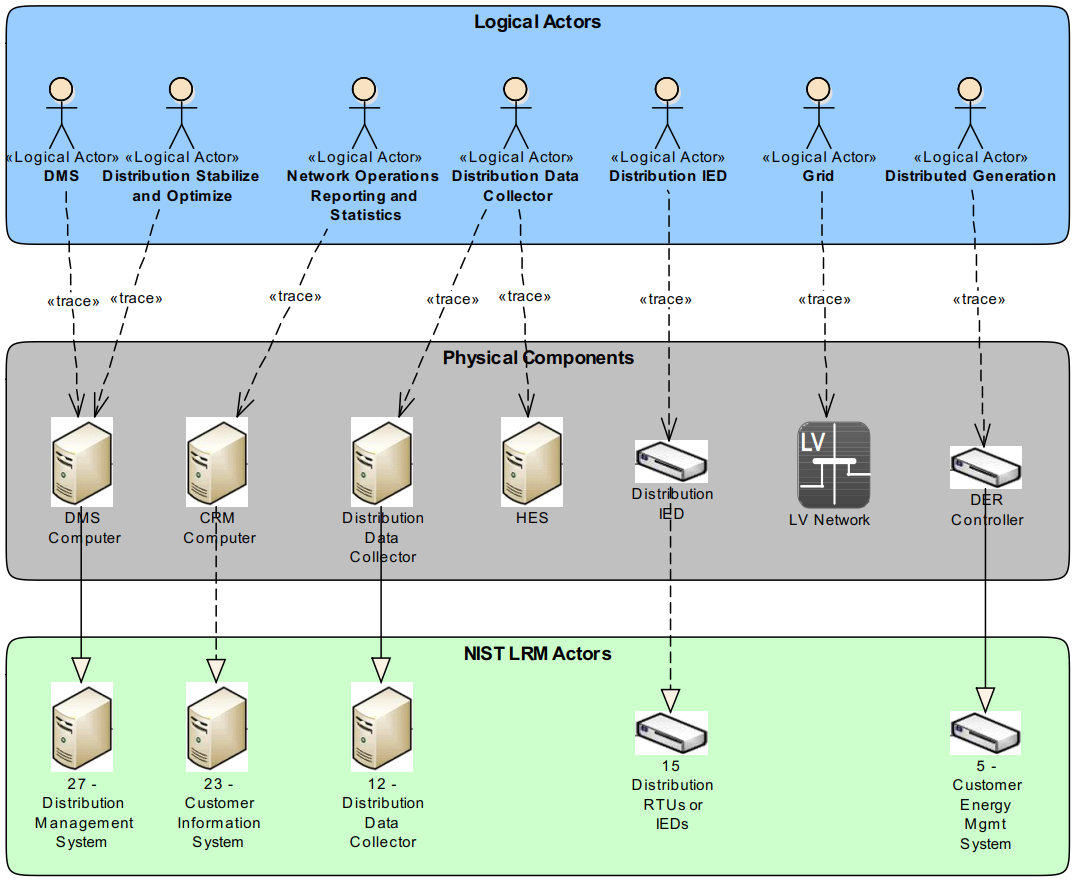 Logical Actors
«Logical Actor»
DMS
«Logical Actor»
Distribution Stabilize
and Optimize
«Logical Actor»
Network Operations
Reporting and
Statistics
«Logical Actor»
Distribution Data
Collector
«Logical Actor»
Distribution IED
«Logical Actor»
Grid
«Logical Actor»
Distributed Generation
«trace»
«trace»
«trace»
«trace»
«trace»
«trace»
«trace»
«trace»
Physical Components
DMS
Computer
CRM
Computer
Distribution
Data
Collector
HES
Distribution
IED
LV
LV Network
DER
Controller
NIST LRM Actors
27 -
Distribution
Management
System
23 -
Customer
Information
System
12 -
Distribution
Data
Collector
15
Distribution
RTUs or
IEDs
5 -
Customer
Energy
Mgmt
System